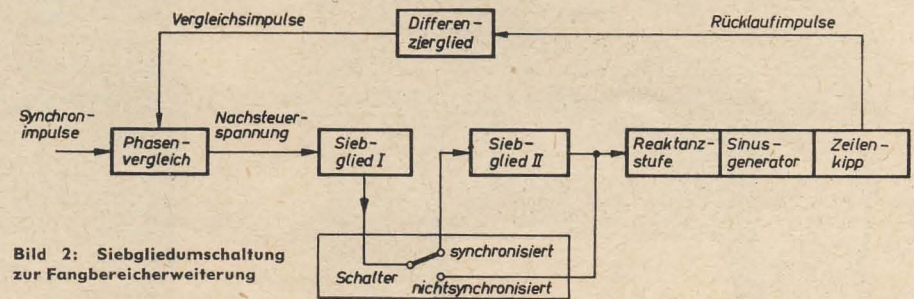 Vergleichsimpulse
Differen-
zierglied
Rücklaufimpulse
Synchron-
impulse
Phasen-
vergleich
Nachsteuer-
spannung
Sieb-
glied I
Sieb-
glied II
Reaktanz-
stufe
Sinus-
generator
Zeilen-
kipp
Schalter
synchronisiert
nichtsynchronisiert
Bild 2: Siebgliedumschaltung
zur Fangbereicherweiterung